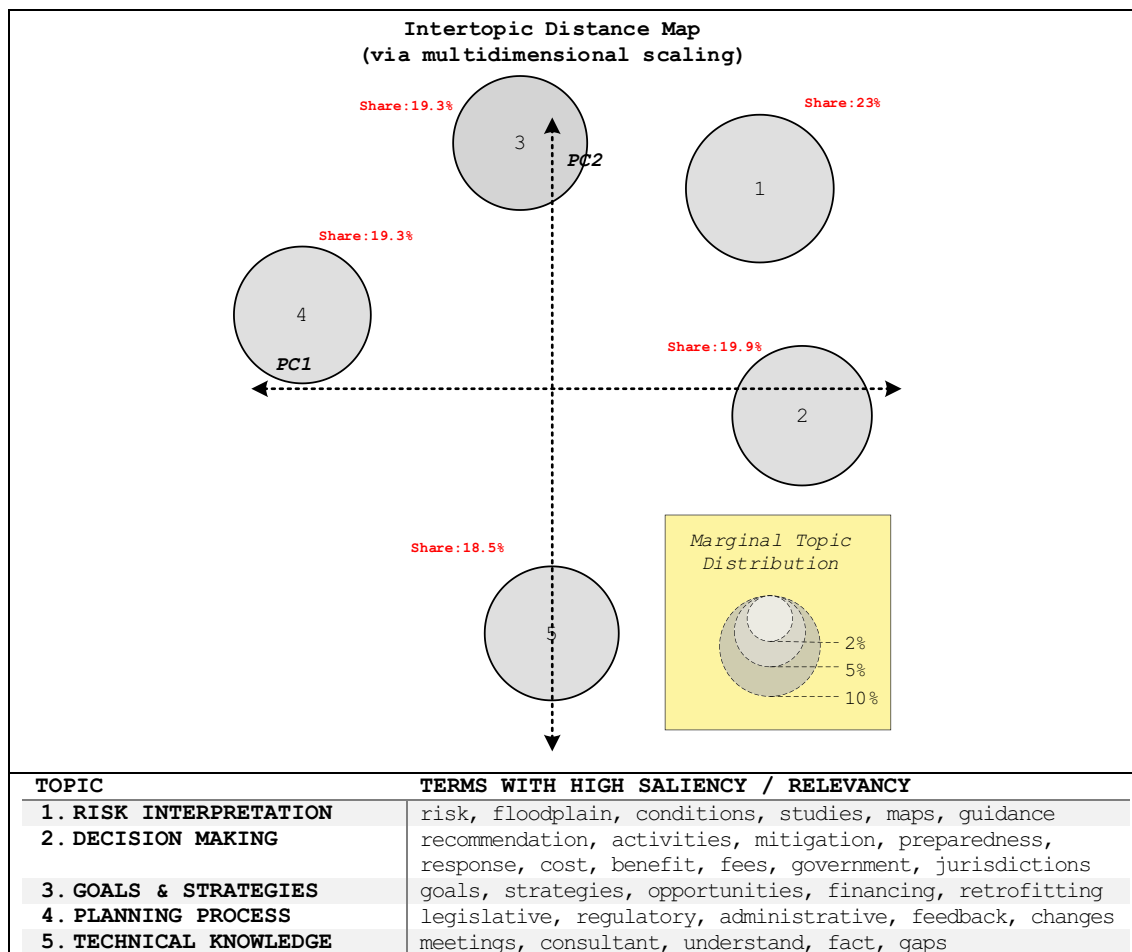 Intertopic Distance Map
(via multidimensional scaling)
Share:19.3%
Share:23%
3
PC2
1
Share:19.3%
4
PC1
Share:19.9%
2
Share:18.5%
5
Marginal Topic
Distribution
2%
5%
10%
TOPIC TERMS WITH HIGH SALIENCY / RELEVANCY
1. RISK INTERPRETATION risk, floodplain, conditions, studies, maps, guidance
2. DECISION MAKING recommendation, activities, mitigation, preparedness,
response, cost, benefit, fees, government, jurisdictions
3. GOALS & STRATEGIES goals, strategies, opportunities, financing, retrofitting
4. PLANNING PROCESS legislative, regulatory, administrative, feedback, changes
5. TECHNICAL KNOWLEDGE meetings, consultant, understand, fact, gaps